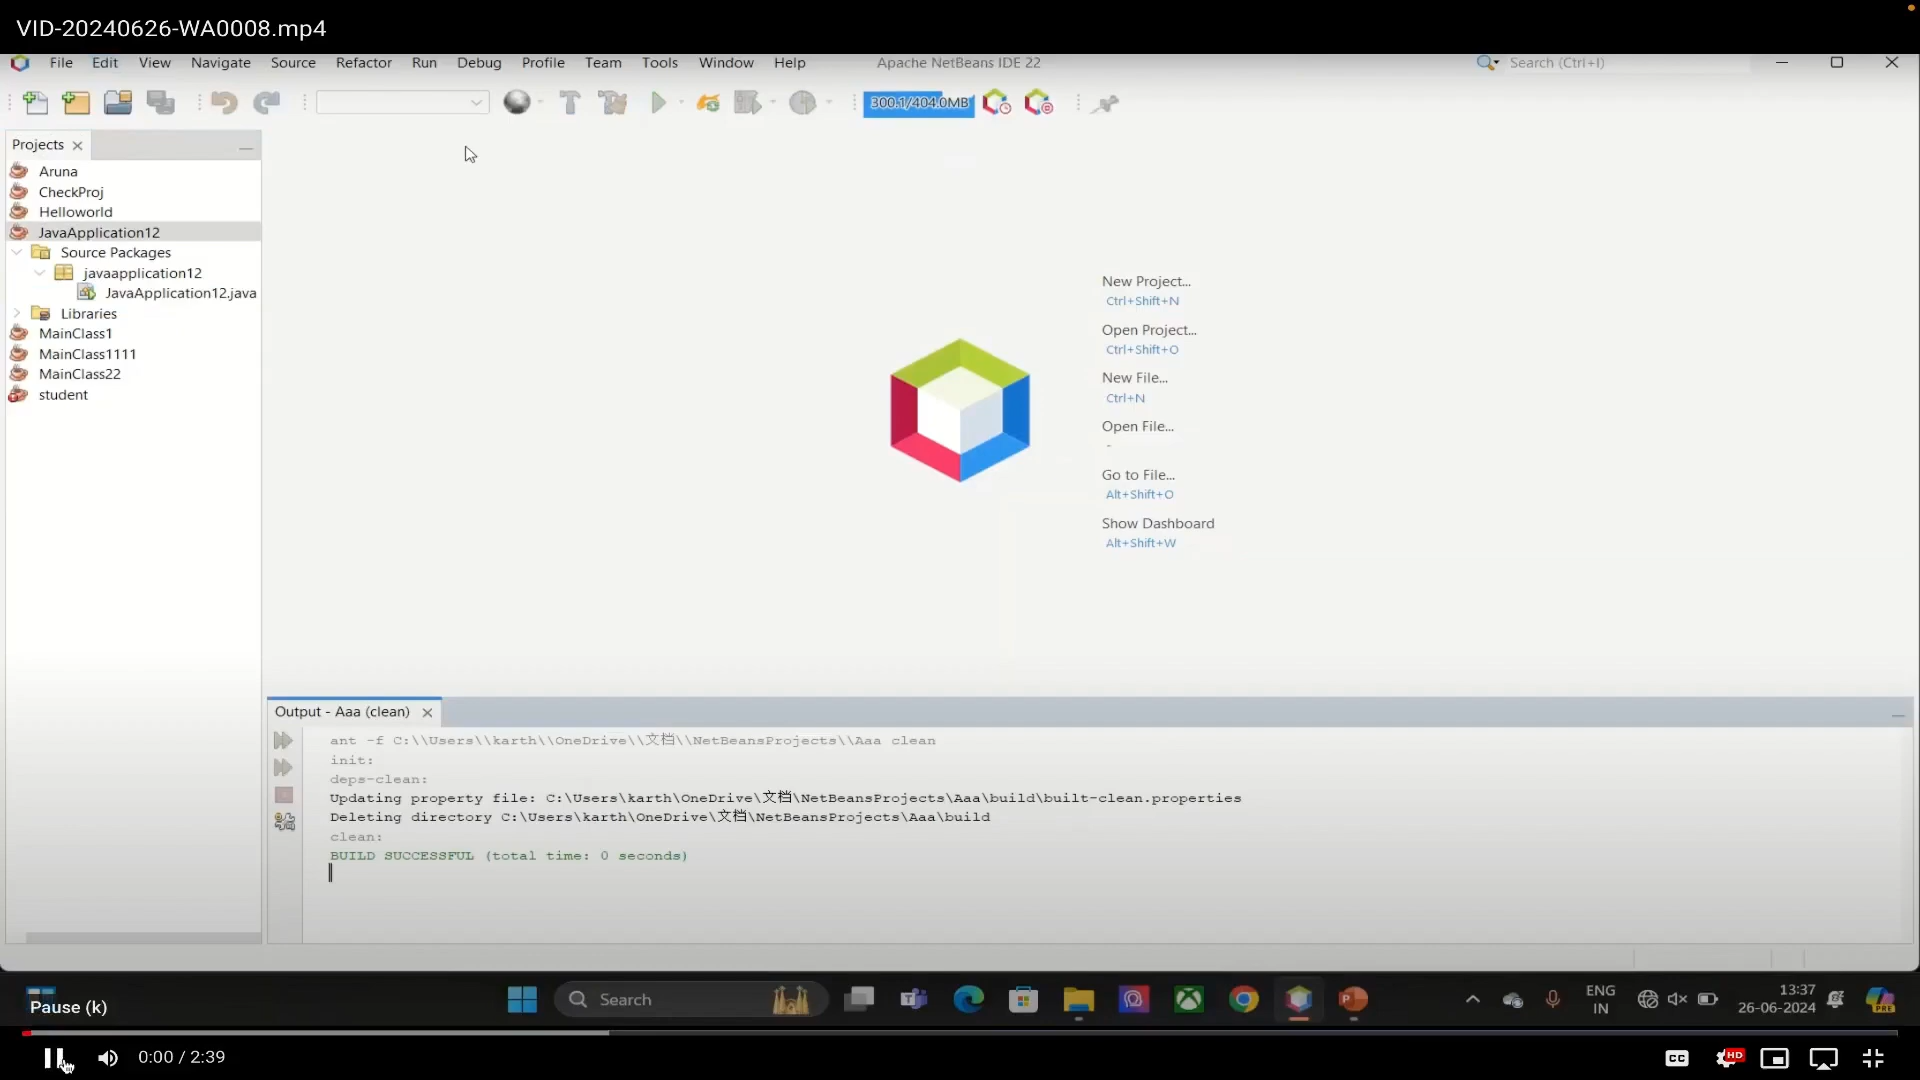 VID-20240626-WA0008.mp4
File Edit View Navigate Source Refactor Run Debug Profile Team Tools Window Help
Apache NetBeans IDE 22
Search (Ctrl+I)
300.1/404.0MB
Projects
Aruna
CheckProj
Helloworld
JavaApplication12
Source Packages
javaapplication12
JavaApplication12.java
Libraries
MainClass1
MainClass1111
MainClass22
student
New Project...
Ctrl+Shift+N
Open Project...
Ctrl+Shift+O
New File...
Ctrl+N
Open File...
-
Go to File...
Alt+Shift+O
Show Dashboard
Alt+Shift+W
Output - Aaa (clean)
ant -f C:\\Users\\karth\\OneDrive\\文档\\NetBeansProjects\\Aaa clean
init:
deps-clean:
Updating property file: C:\Users\karth\OneDrive\文档\NetBeansProjects\Aaa\build\built-clean.properties
Deleting directory C:\Users\karth\OneDrive\文档\NetBeansProjects\Aaa\build
clean:
BUILD SUCCESSFUL (total time: 0 seconds)
Pause (k)
Search
ENG
IN
13:37
26-06-2024
PRE
0:00 / 2:39
CC
HD